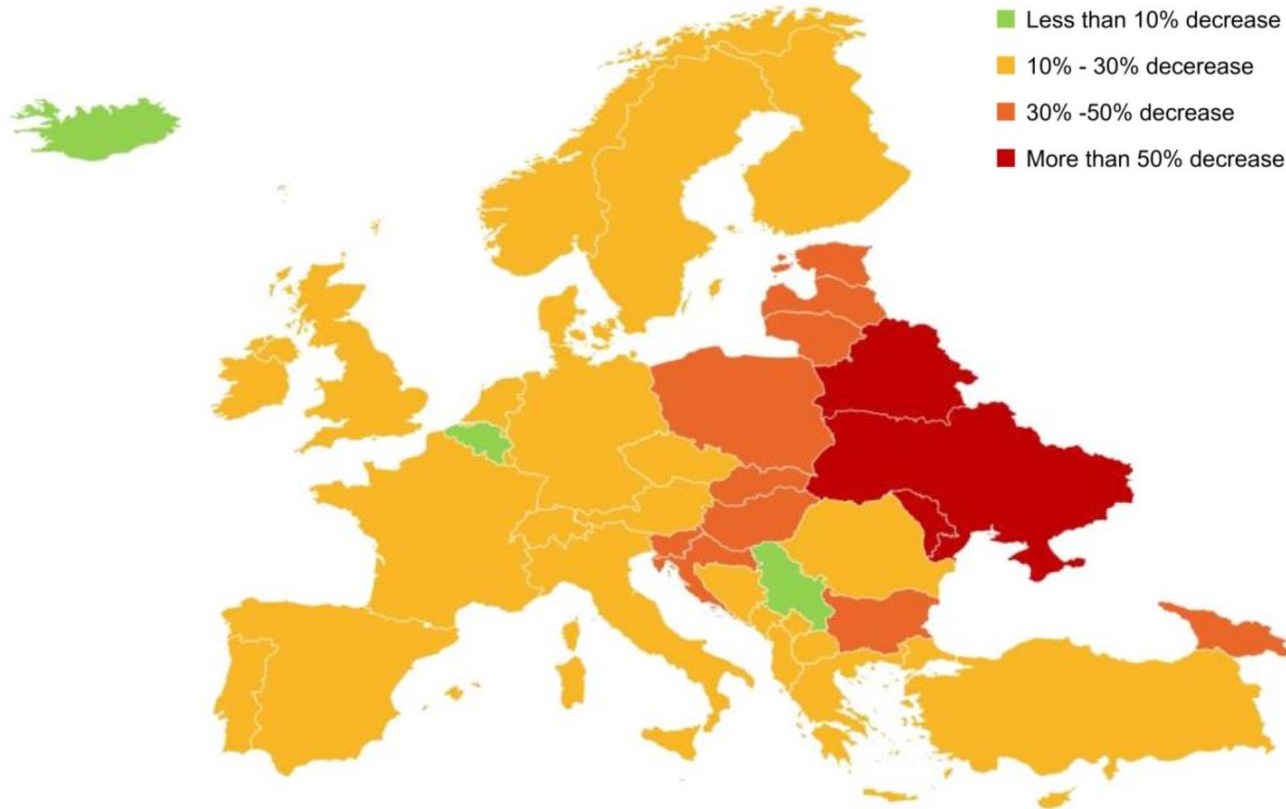 Less than 10% decrease
10% - 30% decerease
30% -50% decrease
More than 50% decrease